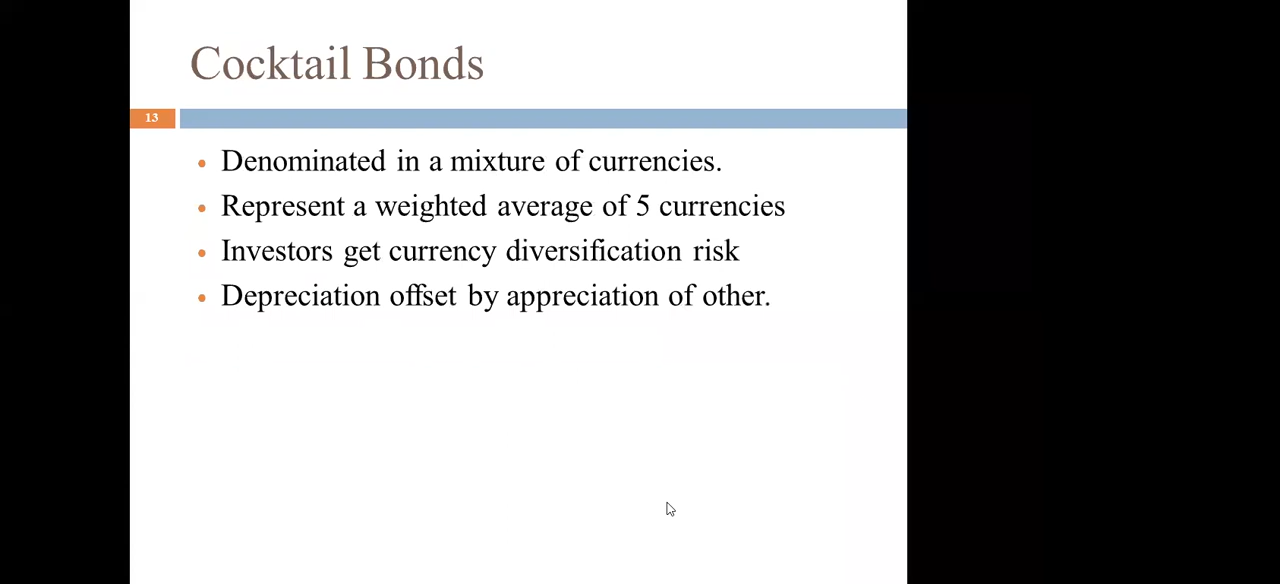 Cocktail Bonds
13
Denominated in a mixture of currencies.
Represent a weighted average of 5 currencies
Investors get currency diversification risk
Depreciation offset by appreciation of other.